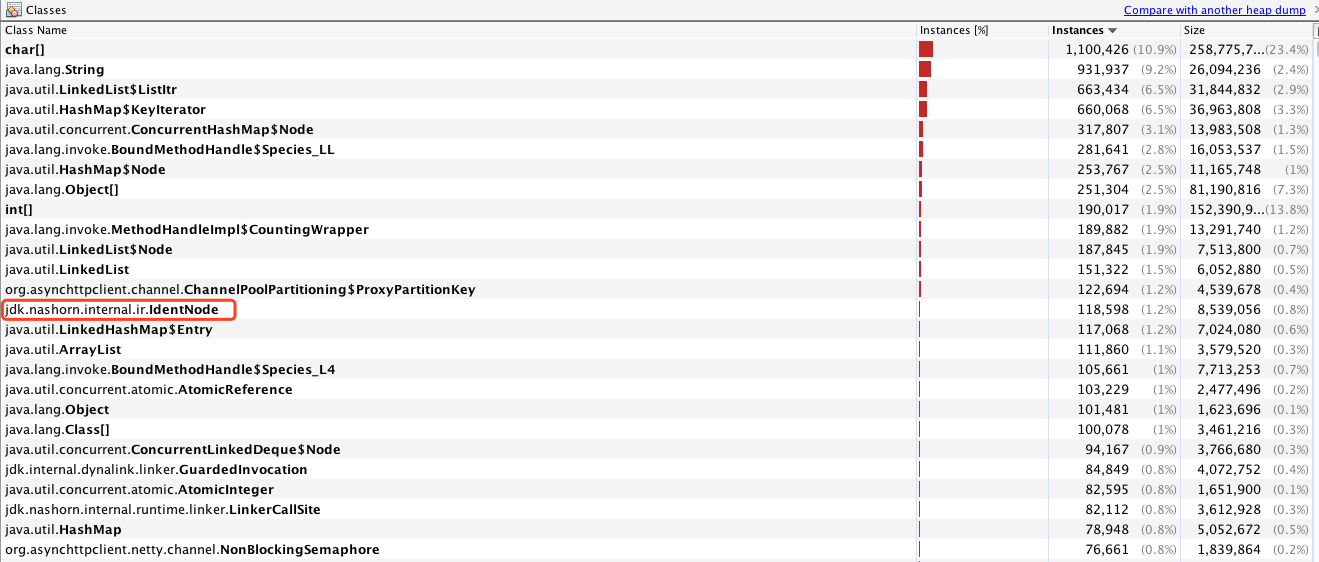 Classes Compare with another heap dump
Class Name Instances [%] Instances Size
char[] 1,100,426 (10.9%) 258,775,7...(23.4%)
java.lang.String 931,937 (9.2%) 26,094,236 (2.4%)
java.util.LinkedList$ListItr 663,434 (6.5%) 31,844,832 (2.9%)
java.util.HashMap$KeyIterator 660,068 (6.5%) 36,963,808 (3.3%)
java.util.concurrent.ConcurrentHashMap$Node 317,807 (3.1%) 13,983,508 (1.3%)
java.lang.invoke.BoundMethodHandle$Species_LL 281,641 (2.8%) 16,053,537 (1.5%)
java.util.HashMap$Node 253,767 (2.5%) 11,165,748 (1%)
java.lang.Object[] 251,304 (2.5%) 81,190,816 (7.3%)
int[] 190,017 (1.9%) 152,390,9...(13.8%)
java.lang.invoke.MethodHandleImpl$CountingWrapper 189,882 (1.9%) 13,291,740 (1.2%)
java.util.LinkedList$Node 187,845 (1.9%) 7,513,800 (0.7%)
java.util.LinkedList 151,322 (1.5%) 6,052,880 (0.5%)
org.asynchttpclient.channel.ChannelPoolPartitioning$ProxyPartitionKey 122,694 (1.2%) 4,539,678 (0.4%)
jdk.nashorn.internal.ir.IdentNode 118,598 (1.2%) 8,539,056 (0.8%)
java.util.LinkedHashMap$Entry 117,068 (1.2%) 7,024,080 (0.6%)
java.util.ArrayList 111,860 (1.1%) 3,579,520 (0.3%)
java.lang.invoke.BoundMethodHandle$Species_L4 105,661 (1%) 7,713,253 (0.7%)
java.util.concurrent.atomic.AtomicReference 103,229 (1%) 2,477,496 (0.2%)
java.lang.Object 101,481 (1%) 1,623,696 (0.1%)
java.lang.Class[] 100,078 (1%) 3,461,216 (0.3%)
java.util.concurrent.ConcurrentLinkedDeque$Node 94,167 (0.9%) 3,766,680 (0.3%)
jdk.internal.dynalink.linker.GuardedInvocation 84,849 (0.8%) 4,072,752 (0.4%)
java.util.concurrent.atomic.AtomicInteger 82,595 (0.8%) 1,651,900 (0.1%)
jdk.nashorn.internal.runtime.linker.LinkerCallSite 82,112 (0.8%) 3,612,928 (0.3%)
java.util.HashMap 78,948 (0.8%) 5,052,672 (0.5%)
org.asynchttpclient.netty.channel.NonBlockingSemaphore 76,661 (0.8%) 1,839,864 (0.2%)